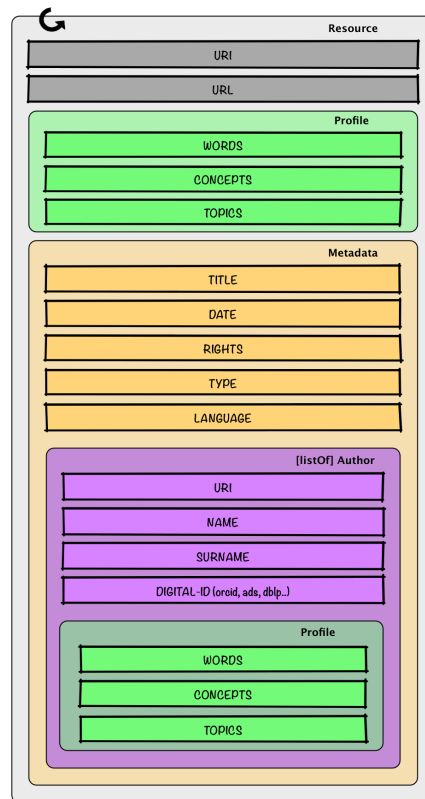 Resource
URI
URL
Profile
WORDS
CONCEPTS
TOPICS
Metadata
TITLE
DATE
RIGHTS
TYPE
LANGUAGE
[listOf] Author
URI
NAME
SURNAME
DIGITAL-ID (orcid, ads, dblp..)
Profile
WORDS
CONCEPTS
TOPICS